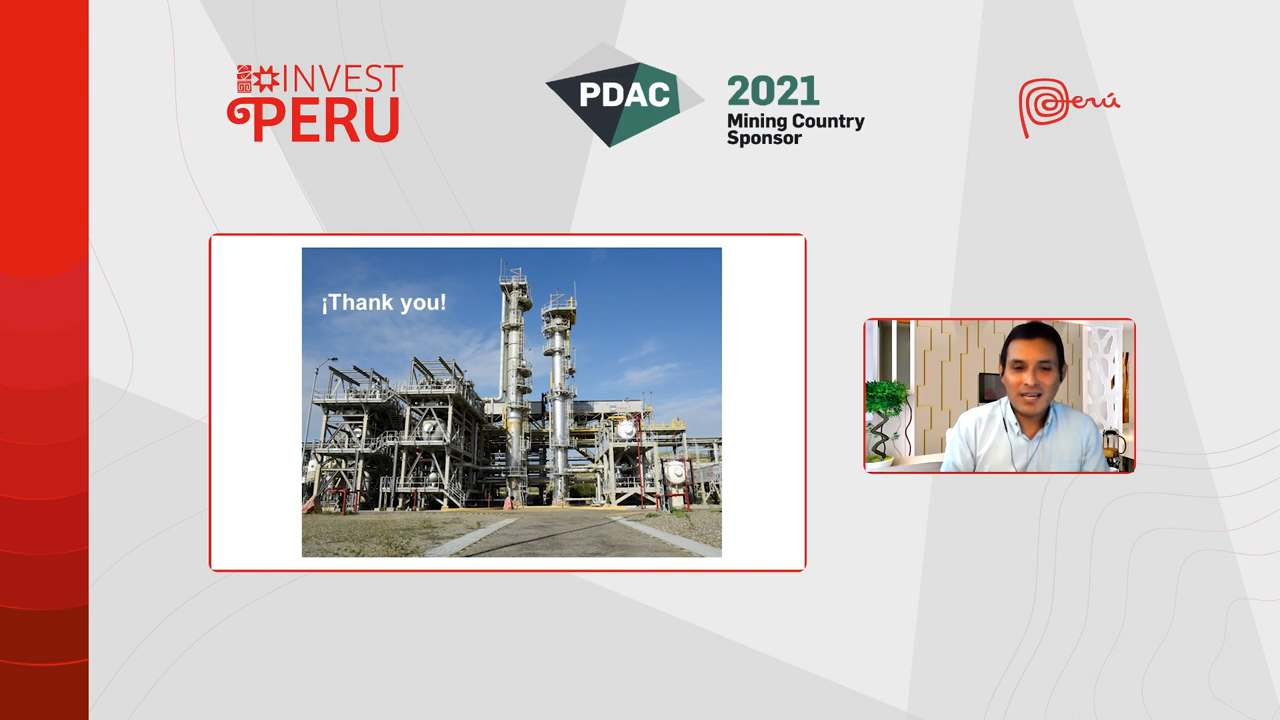 INVEST
PERU
PDAC
2021
Mining Country
Sponsor
Perú
¡Thank you!